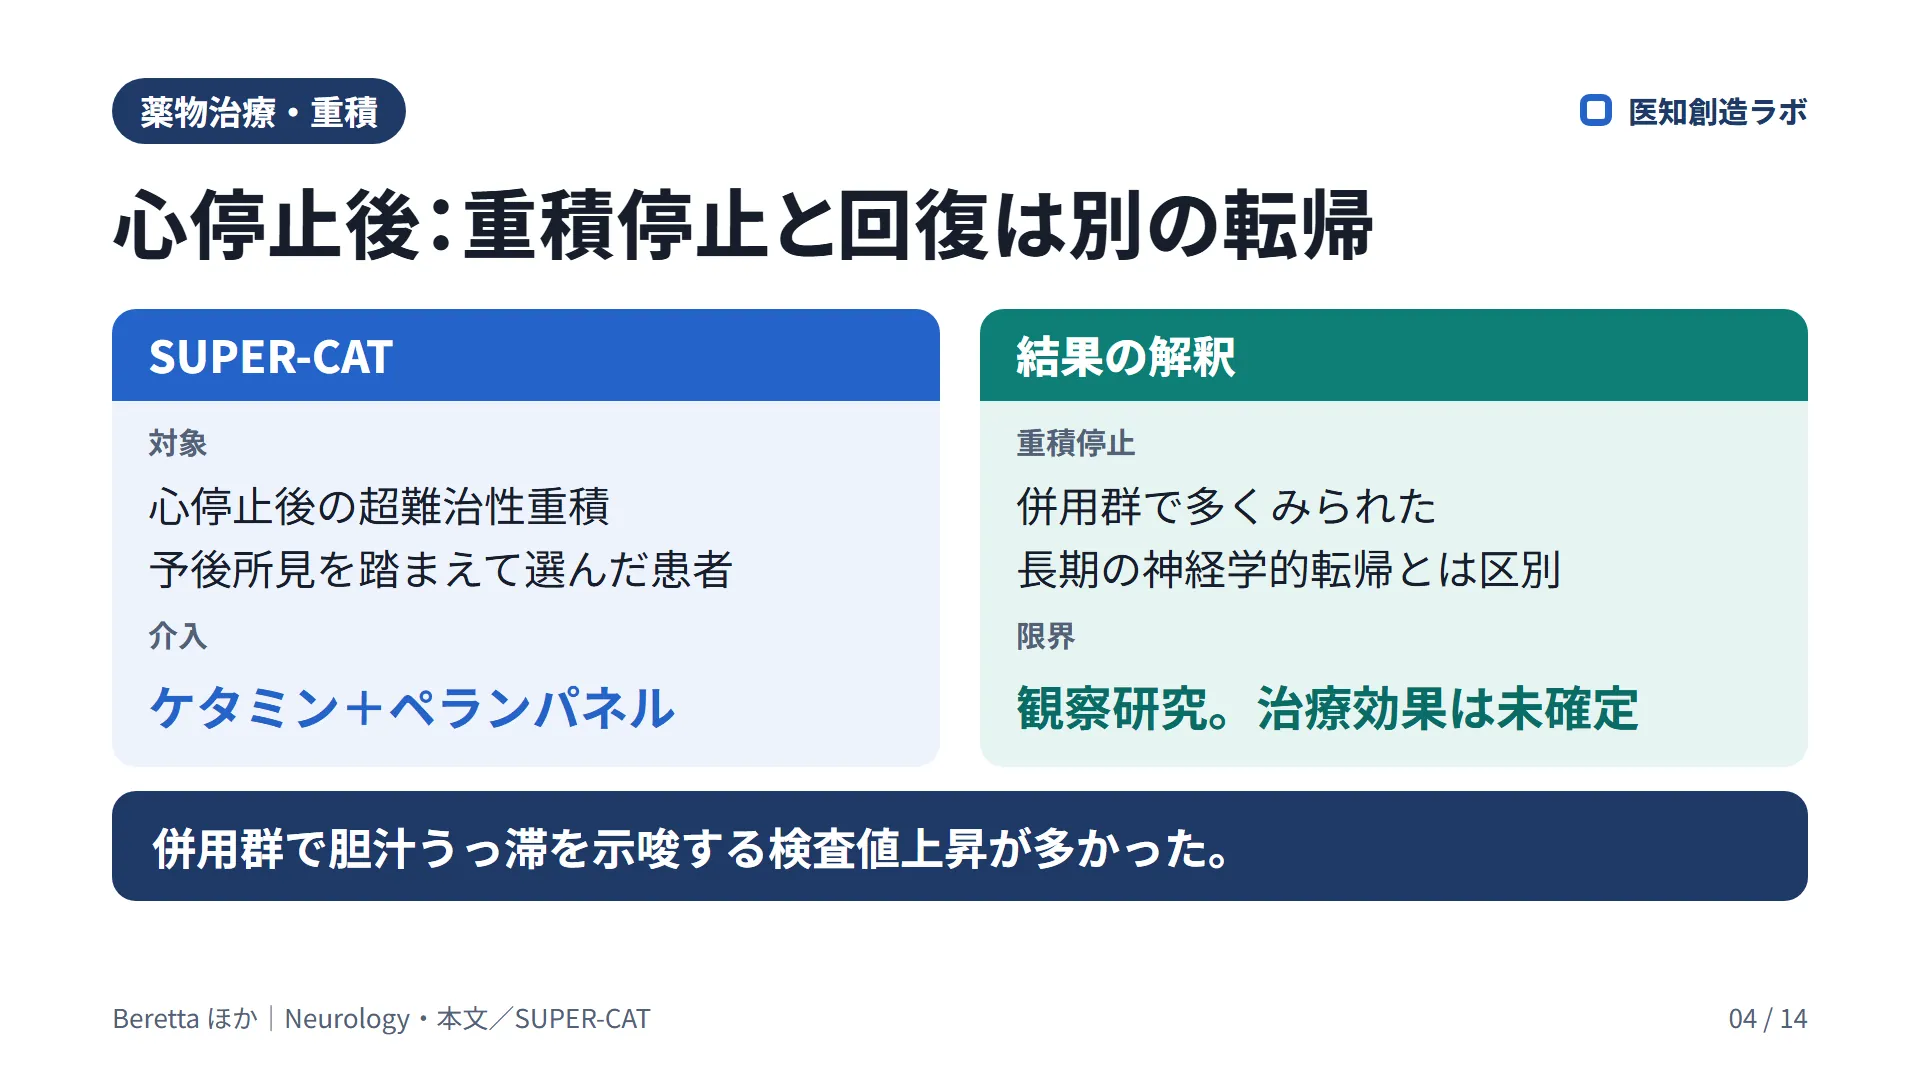 薬物治療・重積
医知創造ラボ
心停止後：重積停止と回復は別の転帰
SUPER-CAT
対象
心停止後の超難治性重積
予後所見を踏まえて選んだ患者
介入
ケタミン＋ペランパネル
結果の解釈
重積停止
併用群で多くみられた
長期の神経学的転帰とは区別
限界
観察研究。治療効果は未確定
併用群で胆汁うっ滞を示唆する検査値上昇が多かった。
Beretta ほか｜Neurology・本文／SUPER-CAT
04 / 14